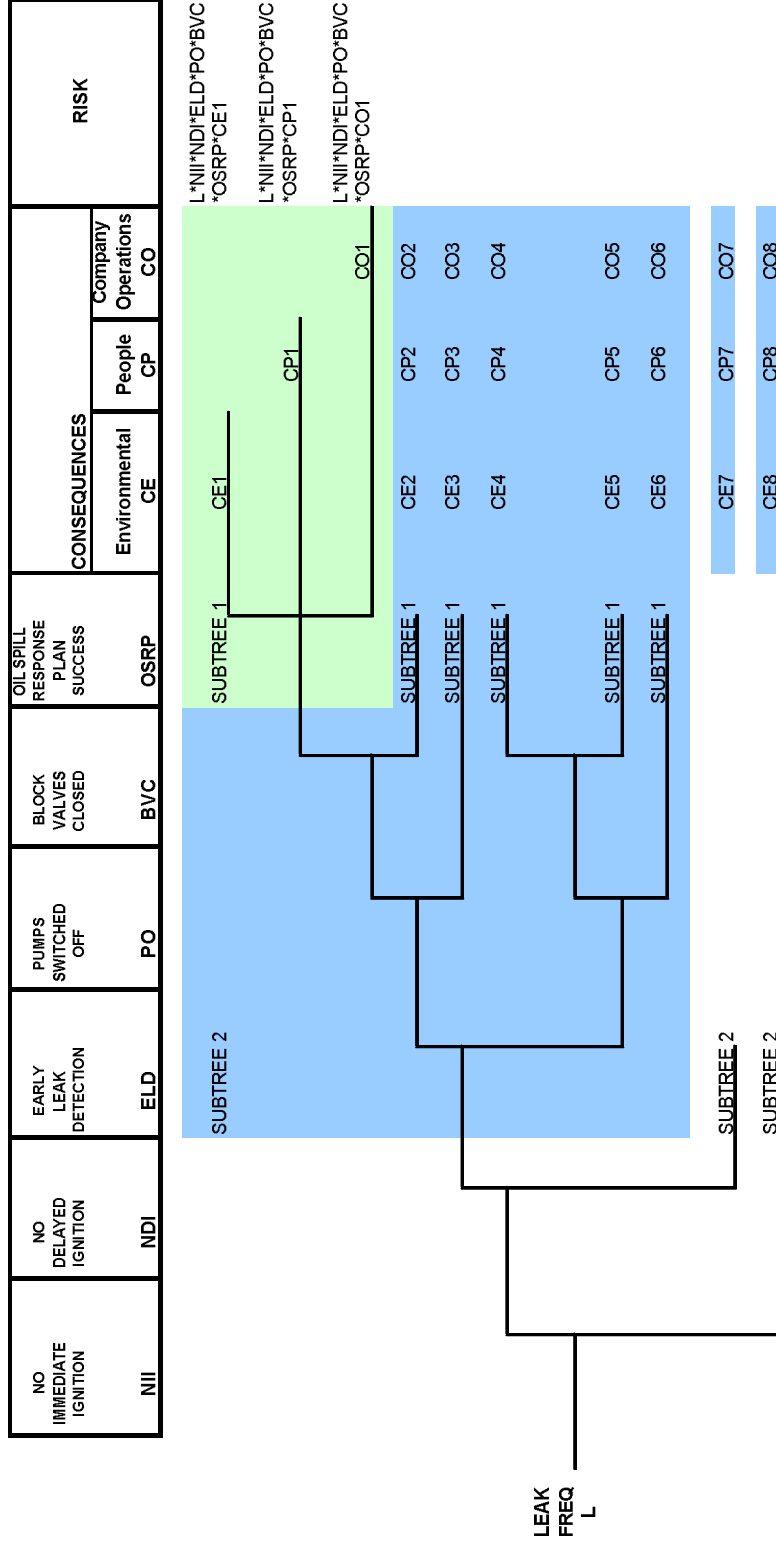 NO
IMMEDIATE
IGNITION
NII
NO
DELAYED
IGNITION
NDI
EARLY
LEAK
DETECTION
ELD
PUMPS
SWITCHED
OFF
PO
BLOCK
VALVES
CLOSED
BVC
OIL SPILL
RESPONSE
PLAN
SUCCESS
OSRP
CONSEQUENCES
Environmental
CE
People
CP
Company
Operations
CO
RISK
SUBTREE 2
SUBTREE 1
CE1
L*NII*NDI*ELD*PO*BVC
*OSRP*CE1
CP1
L*NII*NDI*ELD*PO*BVC
*OSRP*CP1
CO1
L*NII*NDI*ELD*PO*BVC
*OSRP*CO1
SUBTREE 1 CE2 CP2 CO2
SUBTREE 1 CE3 CP3 CO3
SUBTREE 1 CE4 CP4 CO4
SUBTREE 1 CE5 CP5 CO5
SUBTREE 1 CE6 CP6 CO6
SUBTREE 2 CE7 CP7 CO7
SUBTREE 2 CE8 CP8 CO8
LEAK
FREQ
L